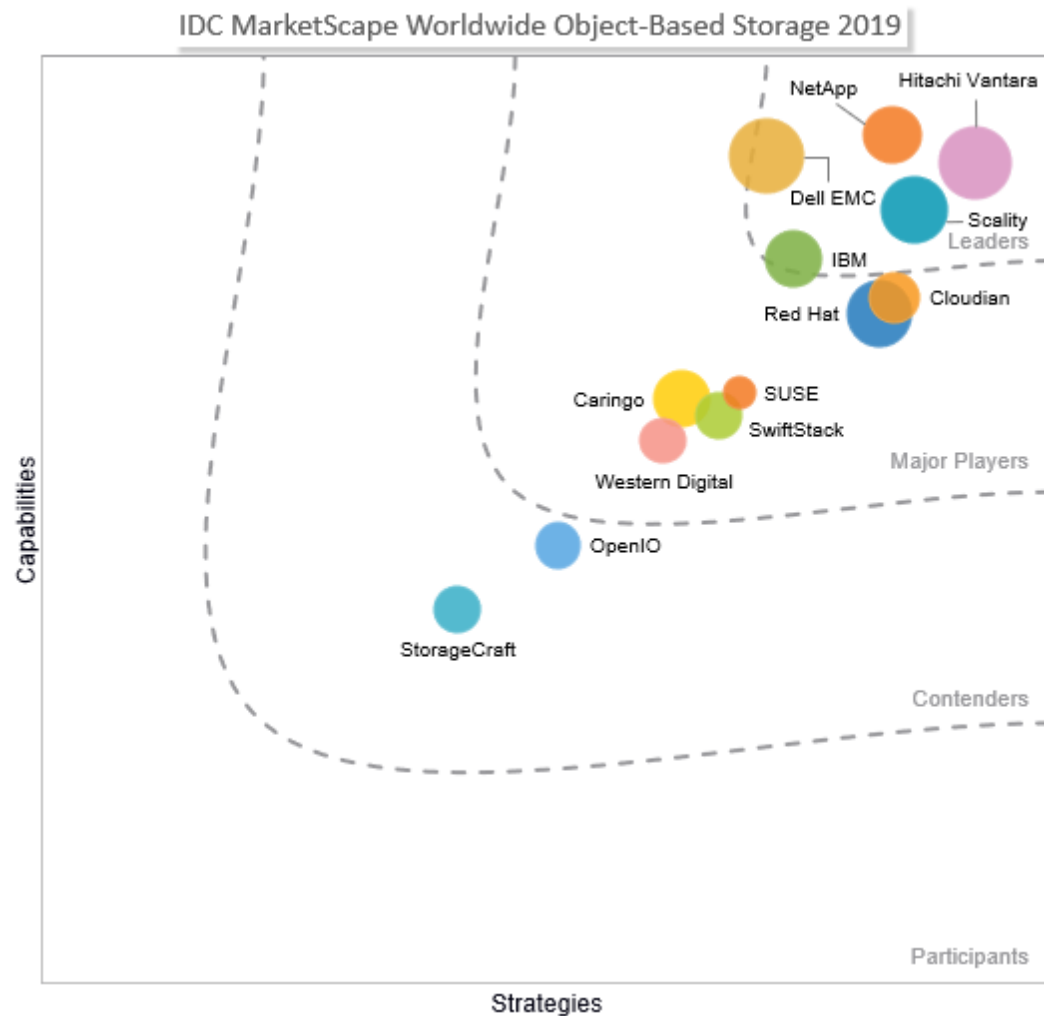 IDC MarketScape Worldwide Object-Based Storage 2019
Hitachi Vantara
NetApp
Dell EMC
Scality
Leaders
IBM
Cloudian
Red Hat
SUSE
Caringo
SwiftStack
Major Players
Western Digital
Capabilities
OpenIO
StorageCraft
Contenders
Participants
Strategies